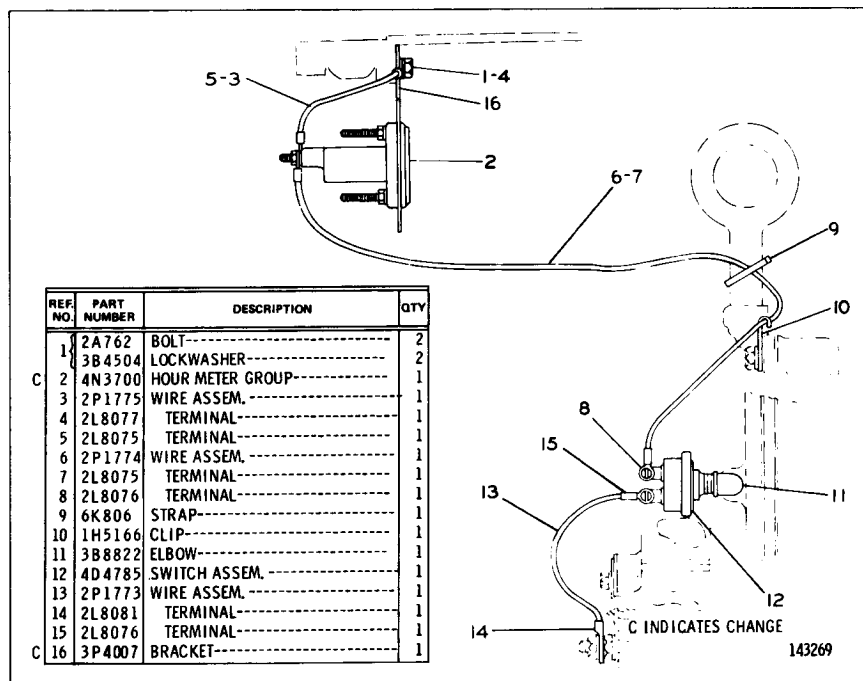 5-3
1-4
16
2
6-7
9
10
8
15
13
11
12
14
REF. NO. PART NUMBER DESCRIPTION QTY
1 2A762 BOLT 2
3B4504 LOCKWASHER 2
C 2 4N3700 HOUR METER GROUP 1
3 2P1775 WIRE ASSEM. 1
4 2L8077 TERMINAL 1
5 2L8075 TERMINAL 1
6 2P1774 WIRE ASSEM. 1
7 2L8075 TERMINAL 1
8 2L8076 TERMINAL 1
9 6K806 STRAP 1
10 1H5166 CLIP 1
11 3B8822 ELBOW 1
12 4D4785 SWITCH ASSEM. 1
13 2P1773 WIRE ASSEM. 1
14 2L8081 TERMINAL 1
15 2L8076 TERMINAL 1
C 16 3P4007 BRACKET 1
C INDICATES CHANGE
143269